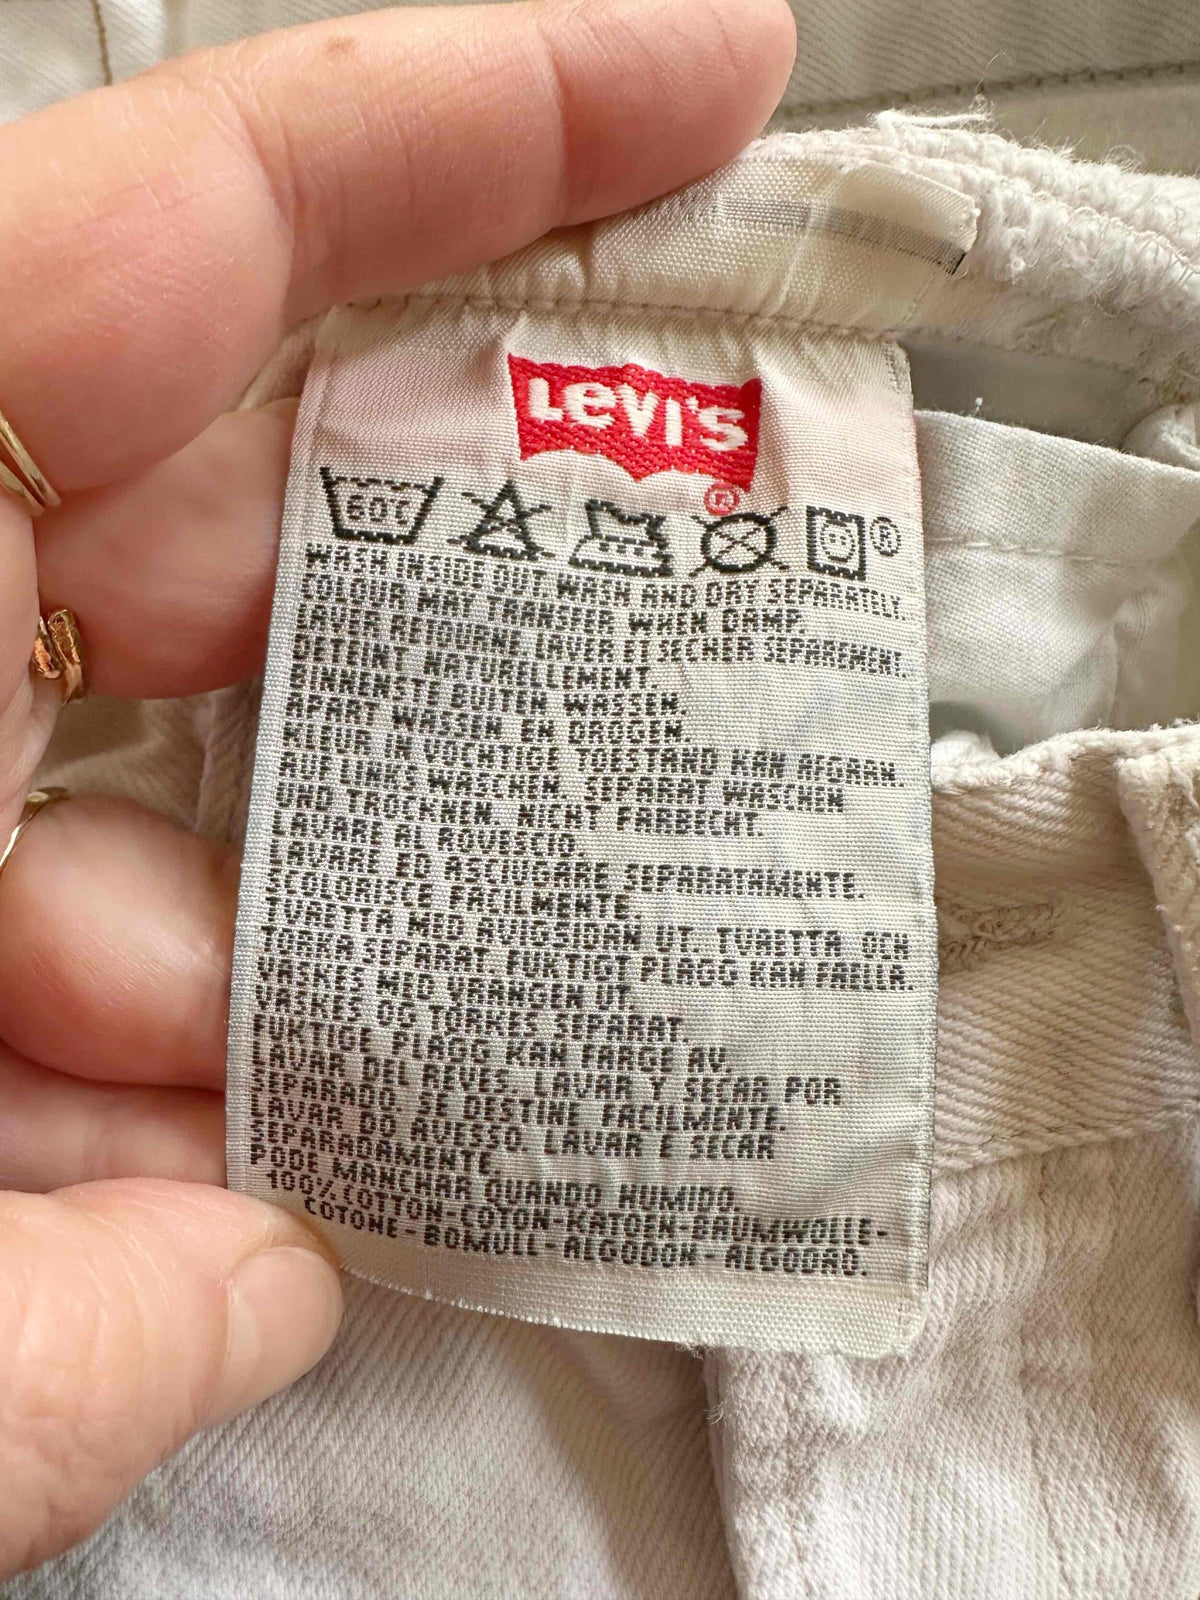 LEVI'S
®
60°C
®
WASH INSIDE OUT. WASH AND DRY SEPARATELY.
COLOUR MAY TRANSFER WHEN DAMP.
LAVER RETOURNE. LAVER ET SECHER SEPAREMENT.
DETEINT NATURELLEMENT.
BINNENSTE BUITEN WASSEN.
APART WASSEN EN DROGEN.
KLEUR IN VOCHTIGE TOESTAND KAN AFGAAN.
AUF LINKS WASCHEN. SEPARAT WASCHEN
UND TROCKNEN. NICHT FARBECHT.
LAVARE AL ROVESCIO.
LAVARE ED ASCIUGARE SEPARATAMENTE.
SCOLORISCE FACILMENTE.
TVAETTA MED AVIGSIDAN UT. TVAETTA OCH
TORKA SEPARAT. FUKTIGT PLAGG KAN FAELLA.
VASKES MED VRANGEN UT.
VASKES OG TORKES SEPARAT.
FUKTIGE PLAGG KAN FARGE AV.
LAVAR DEL REVES. LAVAR Y SECAR POR
SEPARADO. SE DESTINE FACILMENTE.
LAVAR DO AVESSO. LAVAR E SECAR
SEPARADAMENTE.
PODE MANCHAR QUANDO HUMIDO.
100% COTTON-COTON-KATOEN-BAUMWOLLE-
COTONE-BOMULL-ALGODON-ALGODAO.